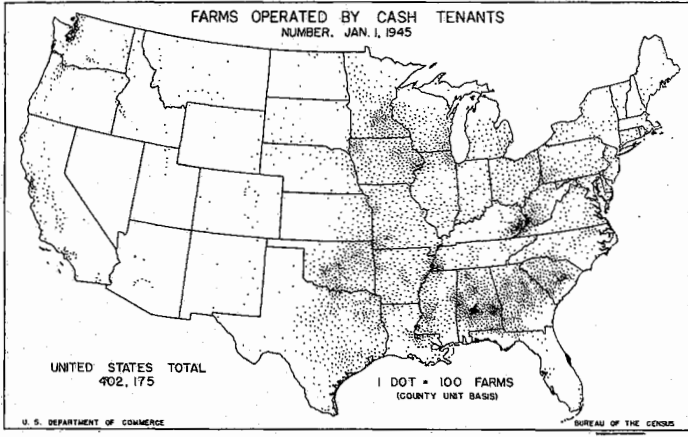 FARMS OPERATED BY CASH TENANTS
NUMBER, JAN. 1, 1945
UNITED STATES TOTAL
402,175
1 DOT = 100 FARMS
(COUNTY UNIT BASIS)
U. S. DEPARTMENT OF COMMERCE
BUREAU OF THE CENSUS